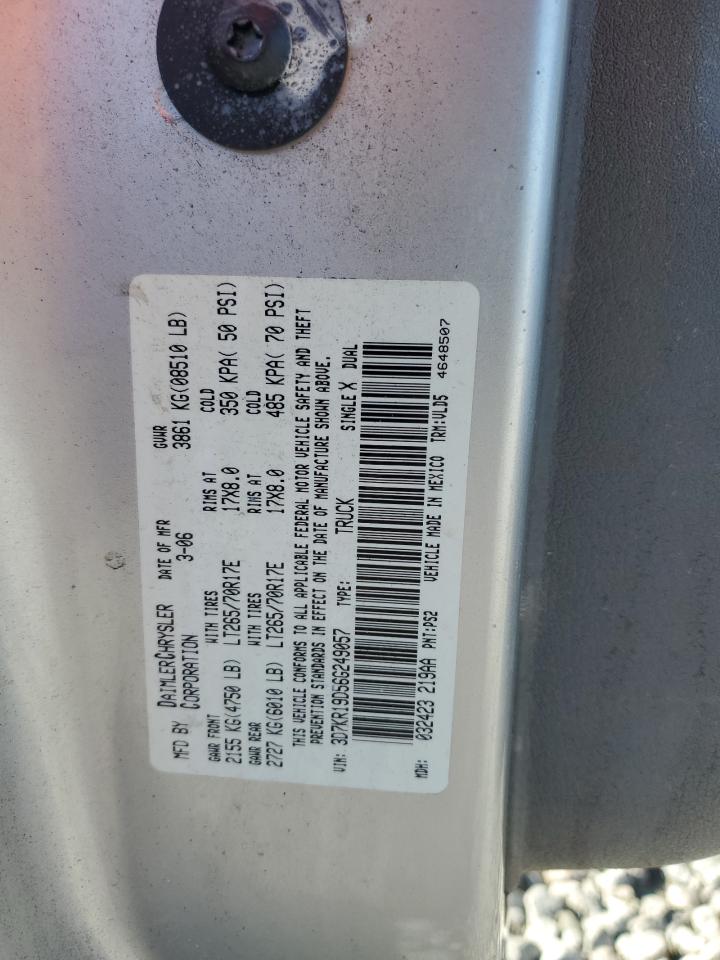 MFD BY DAIMLERCHRYSLER DATE OF MFR GVWR
CORPORATION 3-06 3861 KG(08510 LB)
GAWR FRONT WITH TIRES RIMS AT COLD
2155 KG(4750 LB) LT265/70R17E 17X8.0 350 KPA( 50 PSI)
GAWR REAR WITH TIRES RIMS AT COLD
2727 KG(6010 LB) LT265/70R17E 17X8.0 485 KPA( 70 PSI)
THIS VEHICLE CONFORMS TO ALL APPLICABLE FEDERAL MOTOR VEHICLE SAFETY AND THEFT
PREVENTION STANDARDS IN EFFECT ON THE DATE OF MANUFACTURE SHOWN ABOVE.
VIN: 3D7KR19D56G249057 TYPE: TRUCK SINGLE X DUAL
MDH: 032423 219AA PNT:PS2 VEHICLE MADE IN MEXICO TRM:VLD5 4648507